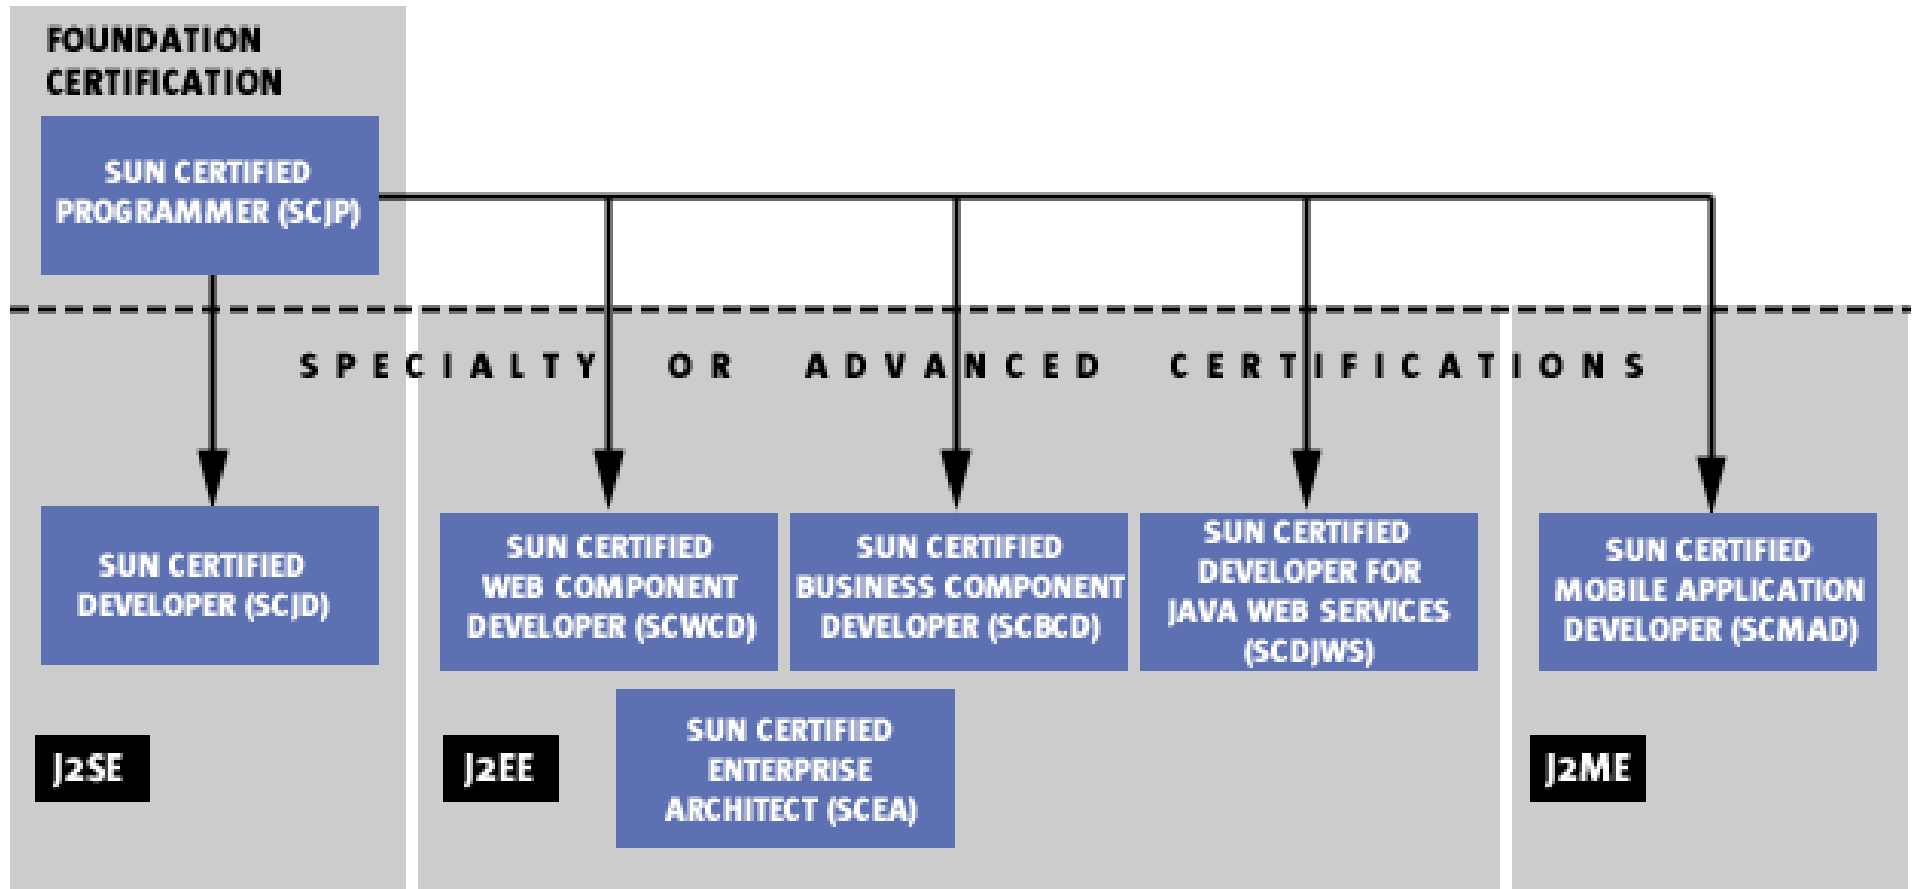 FOUNDATION
CERTIFICATION
SUN CERTIFIED
PROGRAMMER (SCJP)
SPECIALTY OR ADVANCED CERTIFICATIONS
SUN CERTIFIED
DEVELOPER (SCJD)
SUN CERTIFIED
WEB COMPONENT
DEVELOPER (SCWCD)
SUN CERTIFIED
BUSINESS COMPONENT
DEVELOPER (SCBCD)
SUN CERTIFIED
DEVELOPER FOR
JAVA WEB SERVICES
(SCDJWS)
SUN CERTIFIED
MOBILE APPLICATION
DEVELOPER (SCMAD)
J2SE
J2EE
SUN CERTIFIED
ENTERPRISE
ARCHITECT (SCEA)
J2ME